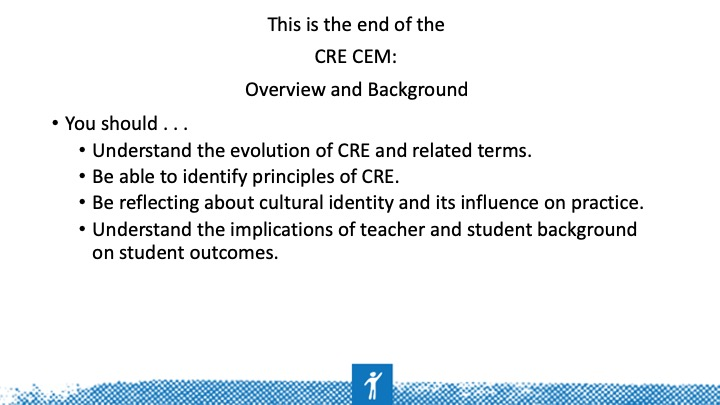 This is the end of the
CRE CEM:
Overview and Background
• You should . . .
• Understand the evolution of CRE and related terms.
• Be able to identify principles of CRE.
• Be reflecting about cultural identity and its influence on practice.
• Understand the implications of teacher and student background
on student outcomes.